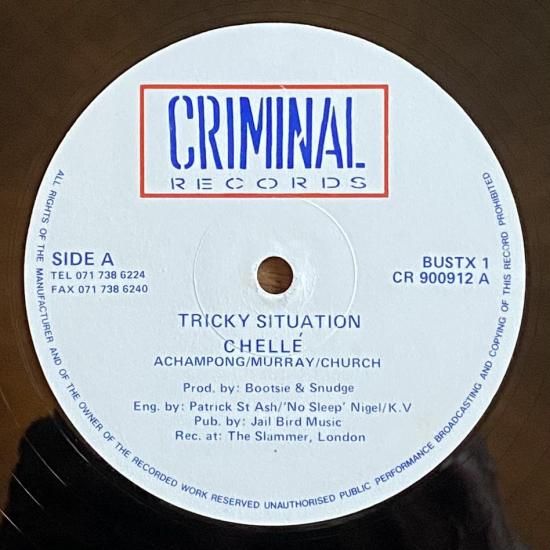 CRIMINAL
RECORDS
SIDE A
TEL 071 738 6224
FAX 071 738 6240
BUSTX 1
CR 900912 A
TRICKY SITUATION
CHELLÉ
ACHAMPONG/MURRAY/CHURCH
Prod. by: Bootsie & Snudge
Eng. by: Patrick St Ash/'No Sleep' Nigel/K.V
Pub. by: Jail Bird Music
Rec. at: The Slammer, London
ALL RIGHTS OF THE MANUFACTURER AND OF THE OWNER OF THE RECORDED WORK RESERVED UNAUTHORISED PUBLIC PERFORMANCE BROADCASTING AND COPYING OF THIS RECORD PROHIBITED